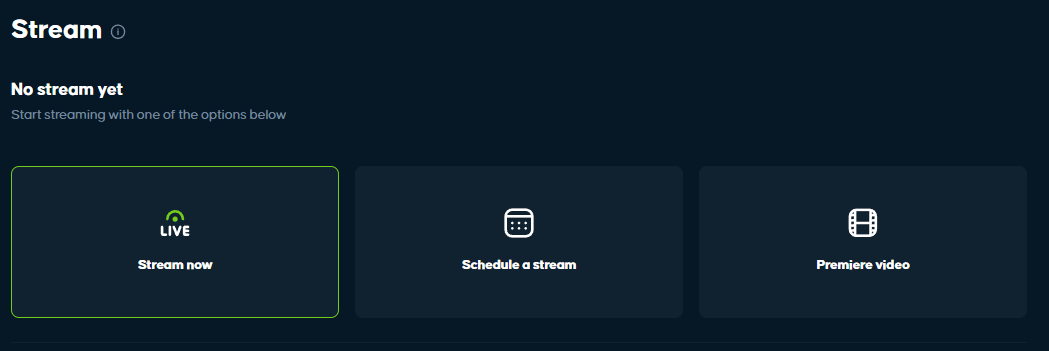 Stream
No stream yet
Start streaming with one of the options below
LIVE
Stream now
Schedule a stream
Premiere video